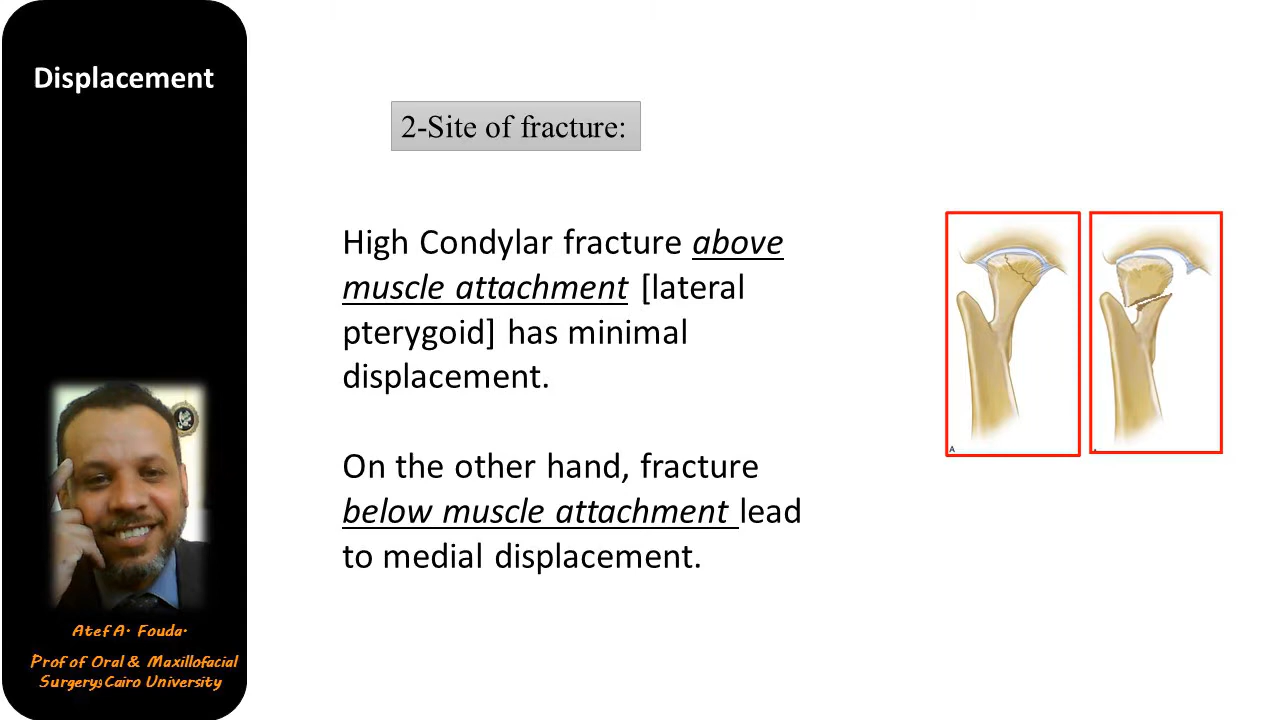 Displacement
2-Site of fracture:
High Condylar fracture above
muscle attachment [lateral
pterygoid] has minimal
displacement.
On the other hand, fracture
below muscle attachment lead
to medial displacement.
A
Atef A. Fouda.
Prof of Oral & Maxillofacial
Surgery;Cairo University